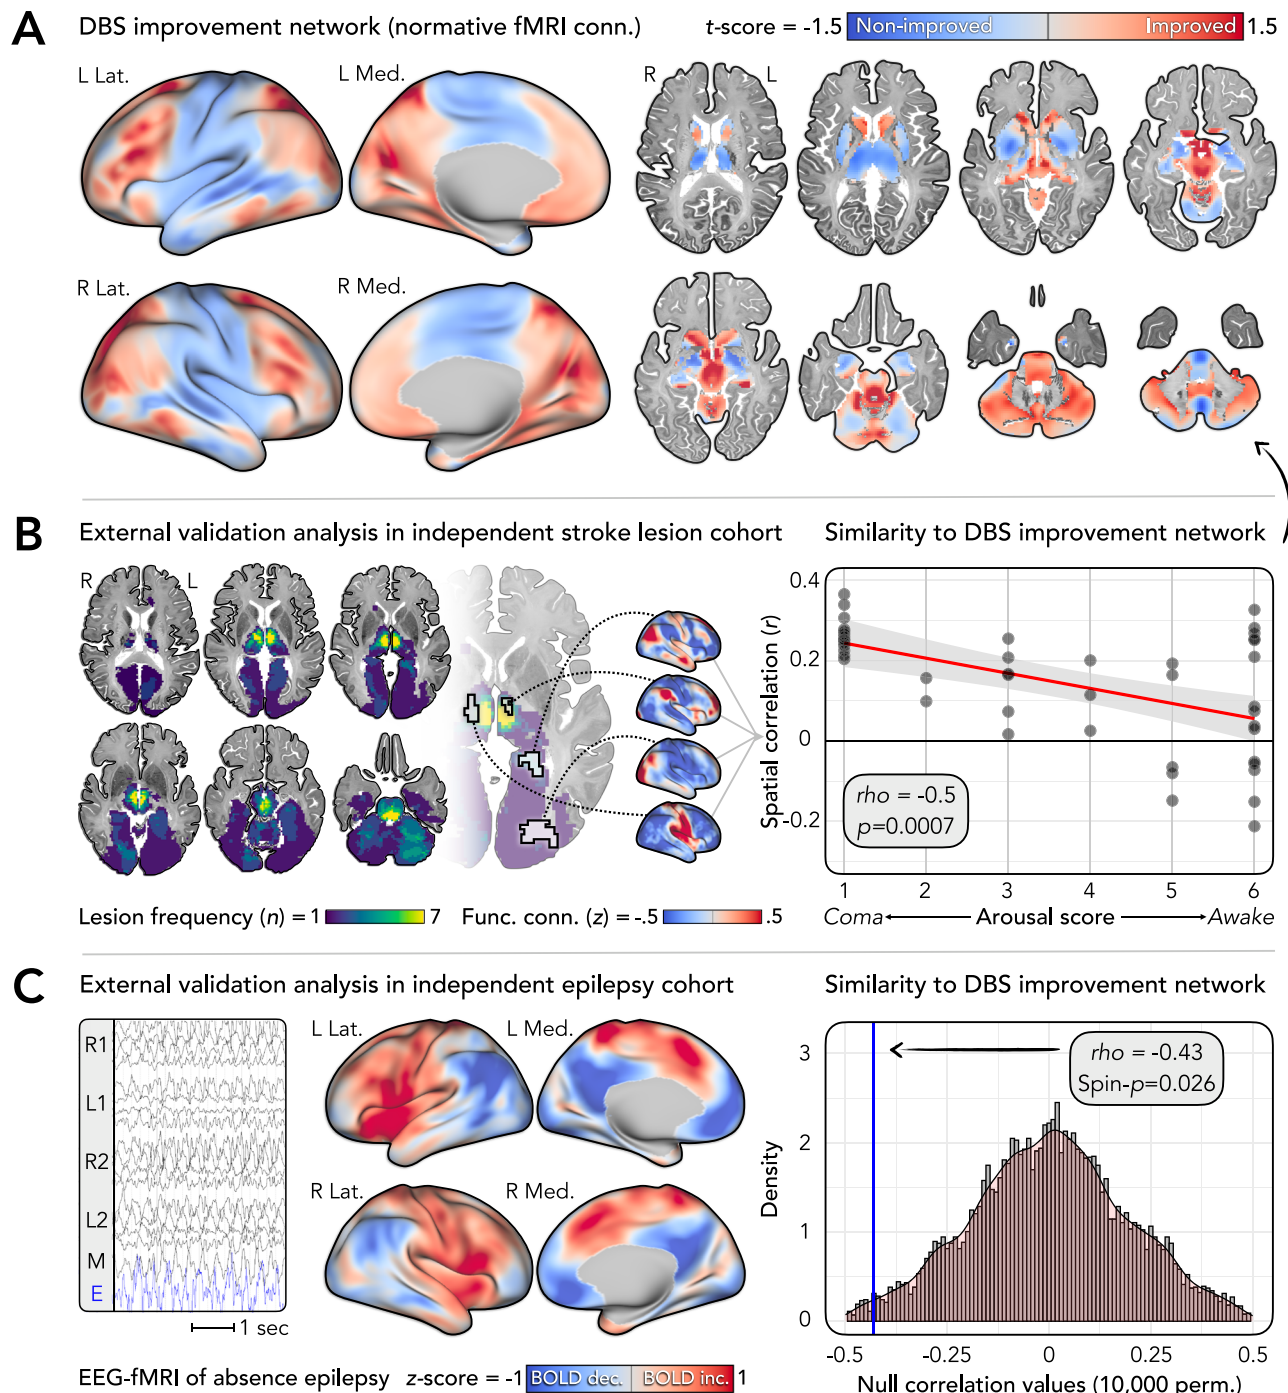 A
DBS improvement network (normative fMRI conn.)
t-score = -1.5 Non-improved Improved 1.5
L Lat.
L Med.
R L
R Lat.
R Med.
B
External validation analysis in independent stroke lesion cohort
Similarity to DBS improvement network
R L
0.4
0.2
0
-0.2
Spatial correlation (r)
rho = -0.5
p=0.0007
1 2 3 4 5 6
Coma Arousal score Awake
Lesion frequency (n) = 1 7
Func. conn. (z) = -.5 .5
C
External validation analysis in independent epilepsy cohort
Similarity to DBS improvement network
R1
L1
R2
L2
M
E
1 sec
L Lat.
L Med.
R Lat.
R Med.
EEG-fMRI of absence epilepsy z-score = -1 BOLD dec. BOLD inc. 1
3
2
1
0
Density
rho = -0.43
Spin-p=0.026
-0.5 -0.25 0 0.25 0.5
Null correlation values (10,000 perm.)